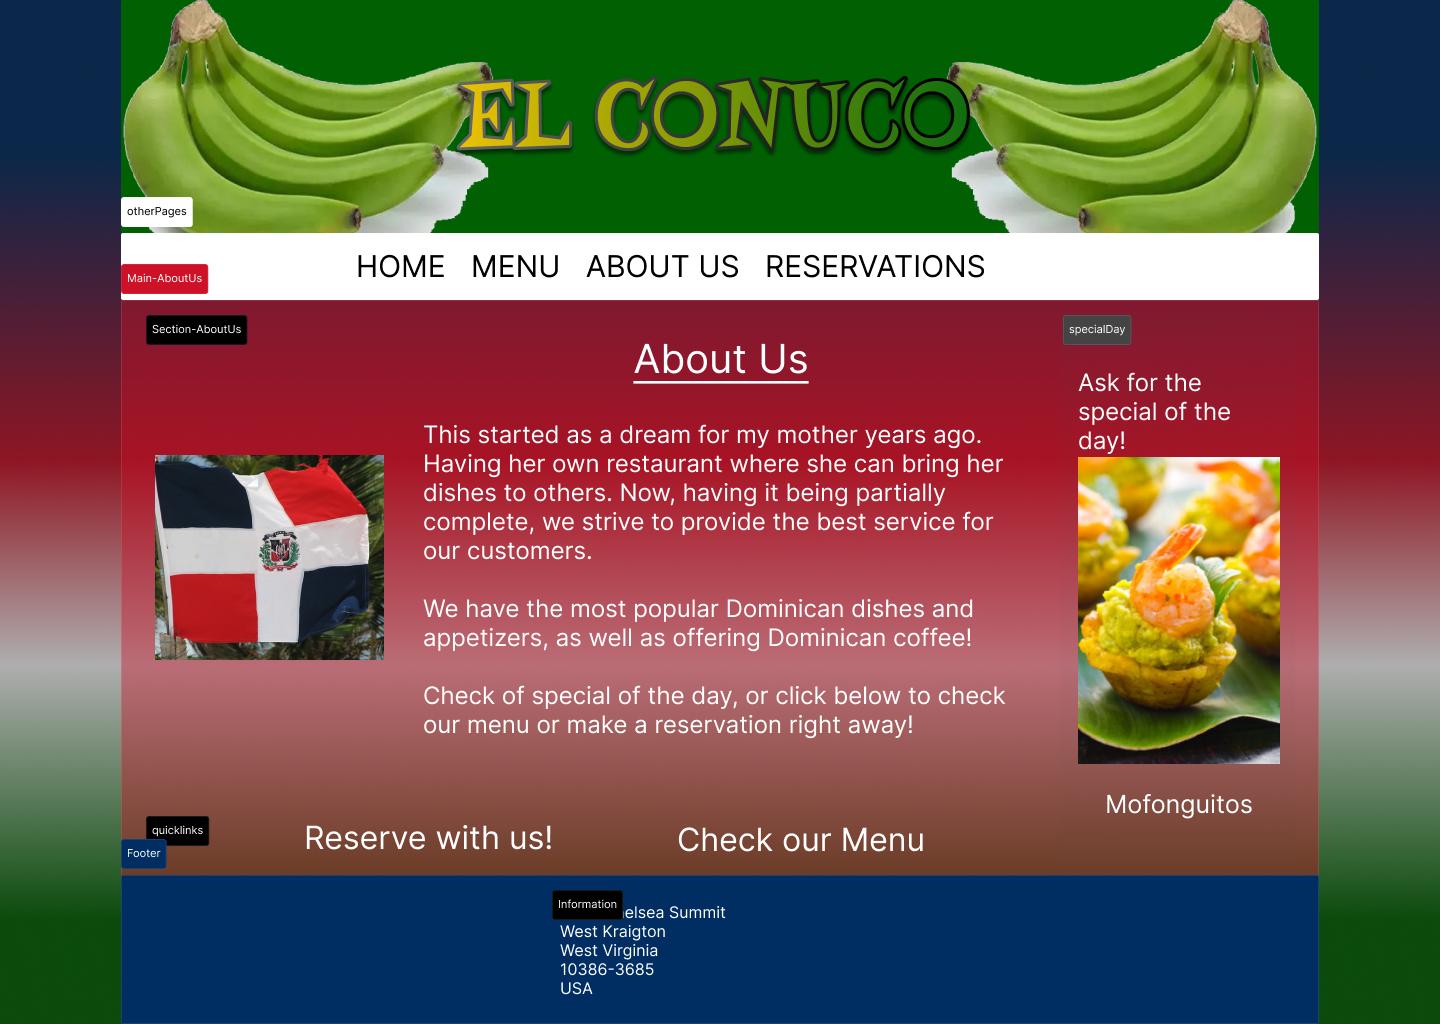 EL CONUCO
otherPages
HOME MENU ABOUT US RESERVATIONS
Main-AboutUs
Section-AboutUs
specialDay
About Us
Ask for the
special of the
day!
This started as a dream for my mother years ago.
Having her own restaurant where she can bring her
dishes to others. Now, having it being partially
complete, we strive to provide the best service for
our customers.
We have the most popular Dominican dishes and
appetizers, as well as offering Dominican coffee!
Check of special of the day, or click below to check
our menu or make a reservation right away!
Mofonguitos
quicklinks
Reserve with us!
Check our Menu
Footer
Information
Summit
West Kraigton
West Virginia
10386-3685
USA